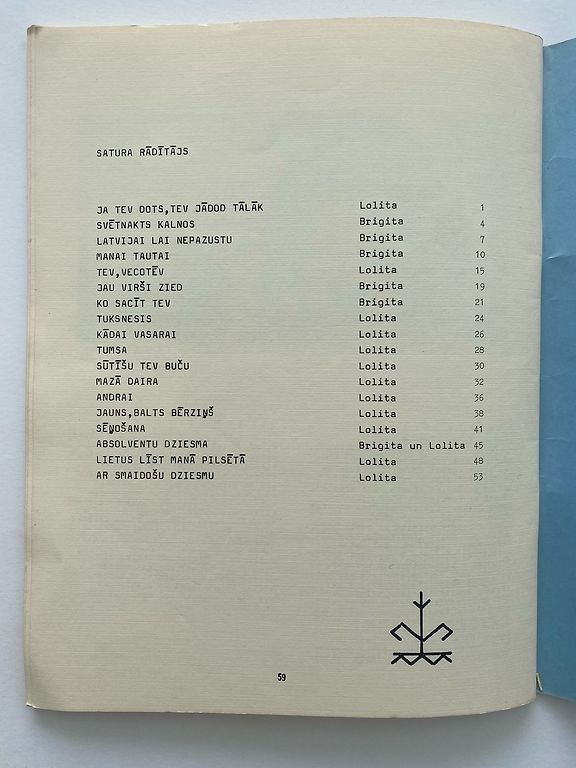 SATURA RĀDĪTĀJS
JA TEV DOTS,TEV JĀDOD TĀLĀK Lolita 1
SVĒTNAKTS KALNOS Brigita 4
LATVIJAI LAI NEPAZUSTU Brigita 7
MANAI TAUTAI Brigita 10
TEV,VECOTĒV Lolita 15
JAU VIRŠI ZIED Brigita 19
KO SACĪT TEV Brigita 21
TUKSNESIS Lolita 24
KĀDAI VASARAI Lolita 26
TUMSA Lolita 28
SŪTĪŠU TEV BUČU Lolita 30
MAZĀ DAIRA Lolita 32
ANDRAI Lolita 36
JAUNS,BALTS BĒRZIŅŠ Lolita 38
SĒŅOŠANA Lolita 41
ABSOLVENTU DZIESMA Brigita un Lolita 45
LIETUS LĪST MANĀ PILSĒTĀ Lolita 48
AR SMAIDOŠU DZIESMU Lolita 53
59